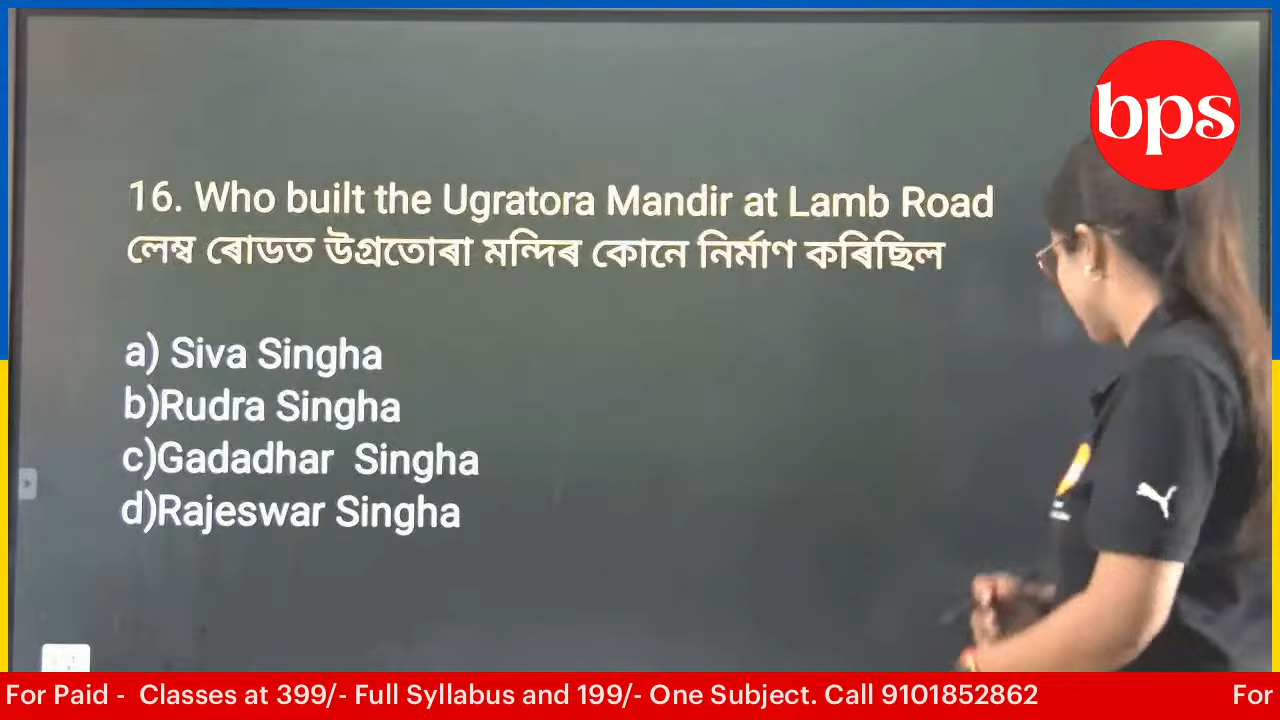 bps
16. Who built the Ugratora Mandir at Lamb Road
লেম্ব ৰোডত উগ্ৰতোৰা মন্দিৰ কোনে নিৰ্মাণ কৰিছিল
a) Siva Singha
b)Rudra Singha
c)Gadadhar Singha
d)Rajeswar Singha
For Paid - Classes at 399/- Full Syllabus and 199/- One Subject. Call 9101852862 For